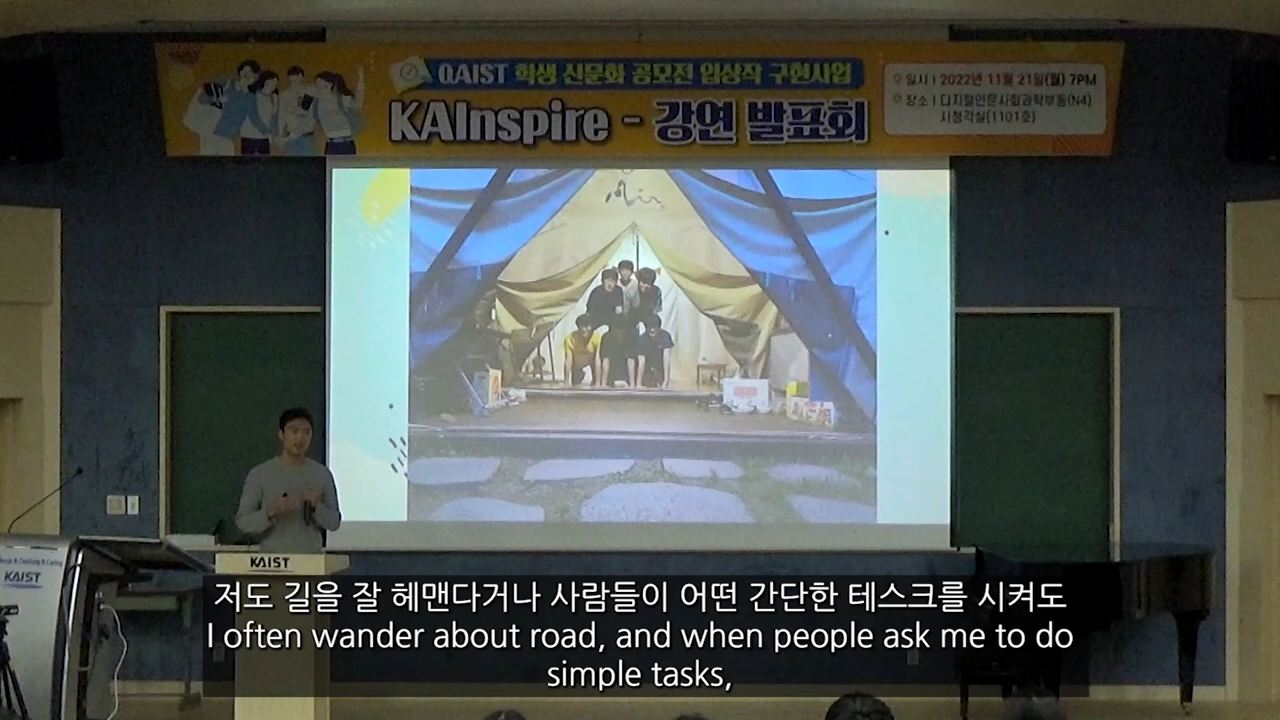 QAIST 학생 신문화 공모전 입상작 구현사업
KAInspire - 강연 발표회
일시 | 2022년 11월 21일(월) 7PM
장소 | 디지털인문사회과학부동(N4)
시청각실(1101호)
KAIST
KAIST
저도 길을 잘 헤맨다거나 사람들이 어떤 간단한 테스크를 시켜도
I often wander about road, and when people ask me to do
simple tasks,